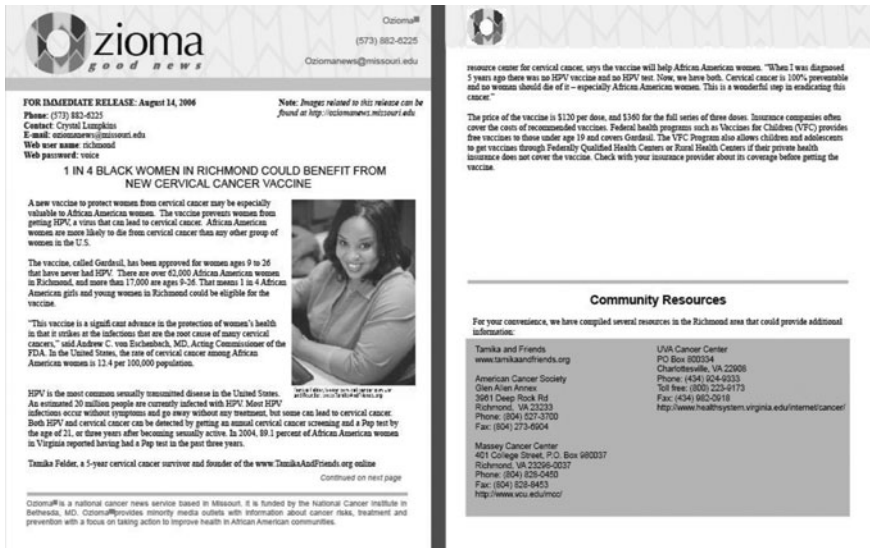 Ozioma
zioma
good news
(573) 882-6225
Oziomanews@missouri.edu
FOR IMMEDIATE RELEASE: August 14, 2006
Phone: (573) 882-6225
Contact: Crystal Lumpkins
E-mail: oziomanews@missouri.edu
Web user name: richmond
Web password: voice
Note: Images related to this release can be
found at http://oziomanews.missouri.edu
1 IN 4 BLACK WOMEN IN RICHMOND COULD BENEFIT FROM
NEW CERVICAL CANCER VACCINE
A new vaccine to protect women from cervical cancer may be especially
valuable to African American women. The vaccine prevents women from
getting HPV, a virus that can lead to cervical cancer. African American
women are more likely to die from cervical cancer than any other group of
women in the U.S.
The vaccine, called Gardasil, has been approved for women ages 9 to 26
that have never had HPV. There are over 62,000 African American women
in Richmond, and more than 17,000 are ages 9-26. That means 1 in 4 African
American girls and young women in Richmond could be eligible for the
vaccine.
"This vaccine is a significant advance in the protection of women's health
in that it strikes at the infections that are the root cause of many cervical
cancers," said Andrew C. von Eschenbach, MD, Acting Commissioner of the
FDA. In the United States, the rate of cervical cancer among African
American women is 12.4 per 100,000 population.
HPV is the most common sexually transmitted disease in the United States.
An estimated 20 million people are currently infected with HPV. Most HPV
infections occur without symptoms and go away without any treatment, but some can lead to cervical cancer.
Both HPV and cervical cancer can be detected by getting an annual cervical cancer screening and a Pap test by
the age of 21, or three years after becoming sexually active. In 2004, 89.1 percent of African American women
in Virginia reported having had a Pap test in the past three years.
Tamika Felder, a 5-year cervical cancer survivor and founder of the www.TamikaAndFriends.org online
Continued on next page
Ozioma is a national cancer news service based in Missouri. It is funded by the National Cancer Institute in
Bethesda, MD. Ozioma provides minority media outlets with information about cancer risks, treatment and
prevention with a focus on taking action to improve health in African American communities.
resource center for cervical cancer, says the vaccine will help African American women. "When I was diagnosed
5 years ago there was no HPV vaccine and no HPV test. Now, we have both. Cervical cancer is 100% preventable
and no women should die of it – especially African American women. This is a wonderful step in eradicating this
cancer."
The price of the vaccine is $120 per dose, and $360 for the full series of three doses. Insurance companies often
cover the costs of recommended vaccines. Federal health programs such as Vaccines for Children (VFC) provides
free vaccines to those under age 19 and covers Gardasil. The VFC Program also allows children and adolescents
to get vaccines through Federally Qualified Health Centers or Rural Health Centers if their private health
insurance does not cover the vaccine. Check with your insurance provider about its coverage before getting the
vaccine.
Community Resources
For your convenience, we have compiled several resources in the Richmond area that could provide additional
information:
Tamika and Friends
www.tamikaandfriends.org
American Cancer Society
Glen Allen Annex
3961 Deep Rock Rd
Richmond, VA 23233
Phone: (804) 527-3700
Fax: (804) 273-6904
Massey Cancer Center
401 College Street, P.O. Box 980037
Richmond, VA 23298-0037
Phone: (804) 828-0450
Fax: (804) 828-8453
http://www.vcu.edu/mcc/
UVA Cancer Center
PO Box 800334
Charlottesville, VA 22908
Phone: (434) 924-9333
Toll free: (800) 223-9173
Fax: (434) 982-0918
http://www.healthsystem.virginia.edu/internet/cancer/